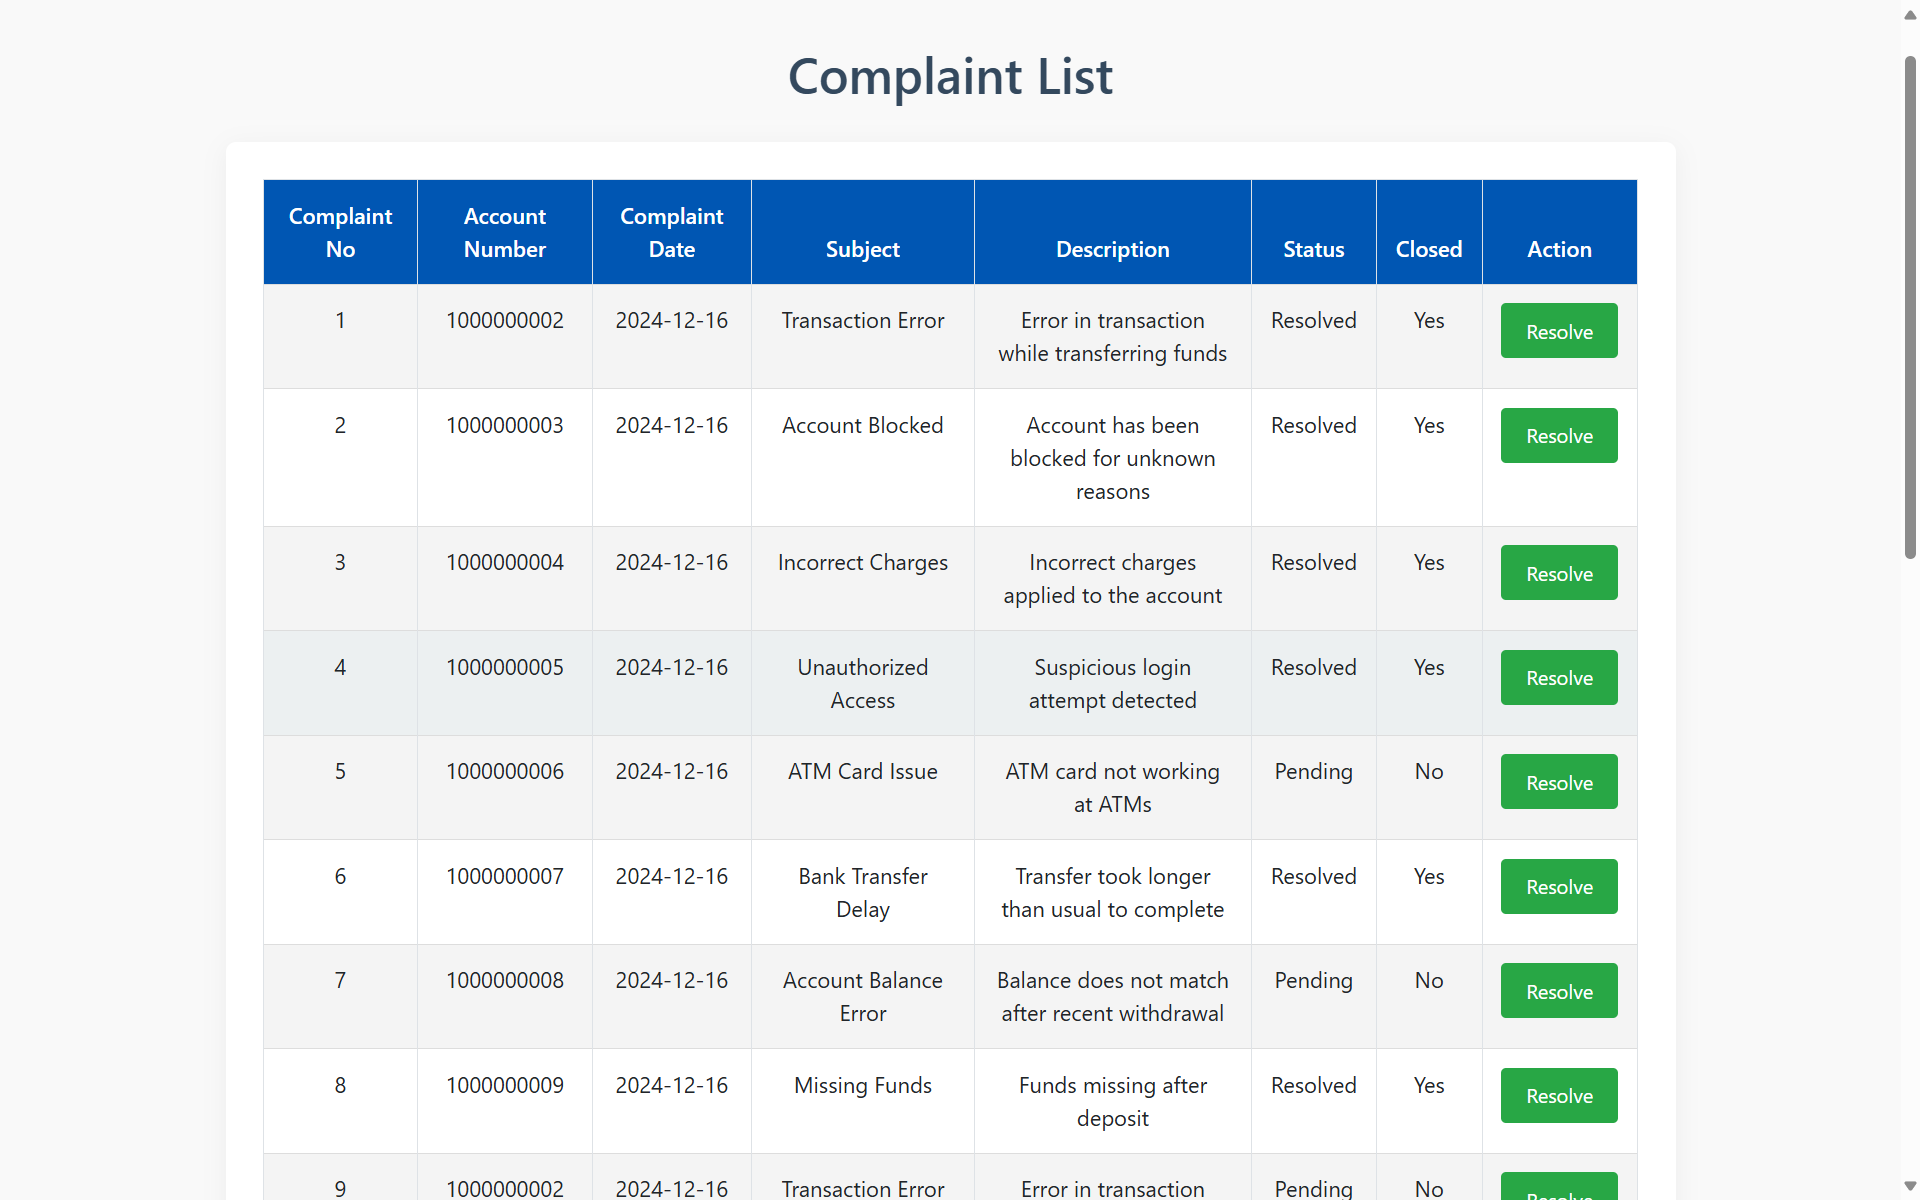 Complaint List
Complaint No Account Number Complaint Date Subject Description Status Closed Action
1 1000000002 2024-12-16 Transaction Error Error in transaction while transferring funds Resolved Yes Resolve
2 1000000003 2024-12-16 Account Blocked Account has been blocked for unknown reasons Resolved Yes Resolve
3 1000000004 2024-12-16 Incorrect Charges Incorrect charges applied to the account Resolved Yes Resolve
4 1000000005 2024-12-16 Unauthorized Access Suspicious login attempt detected Resolved Yes Resolve
5 1000000006 2024-12-16 ATM Card Issue ATM card not working at ATMs Pending No Resolve
6 1000000007 2024-12-16 Bank Transfer Delay Transfer took longer than usual to complete Resolved Yes Resolve
7 1000000008 2024-12-16 Account Balance Error Balance does not match after recent withdrawal Pending No Resolve
8 1000000009 2024-12-16 Missing Funds Funds missing after deposit Resolved Yes Resolve
9 1000000002 2024-12-16 Transaction Error Error in transaction Pending No Resolve